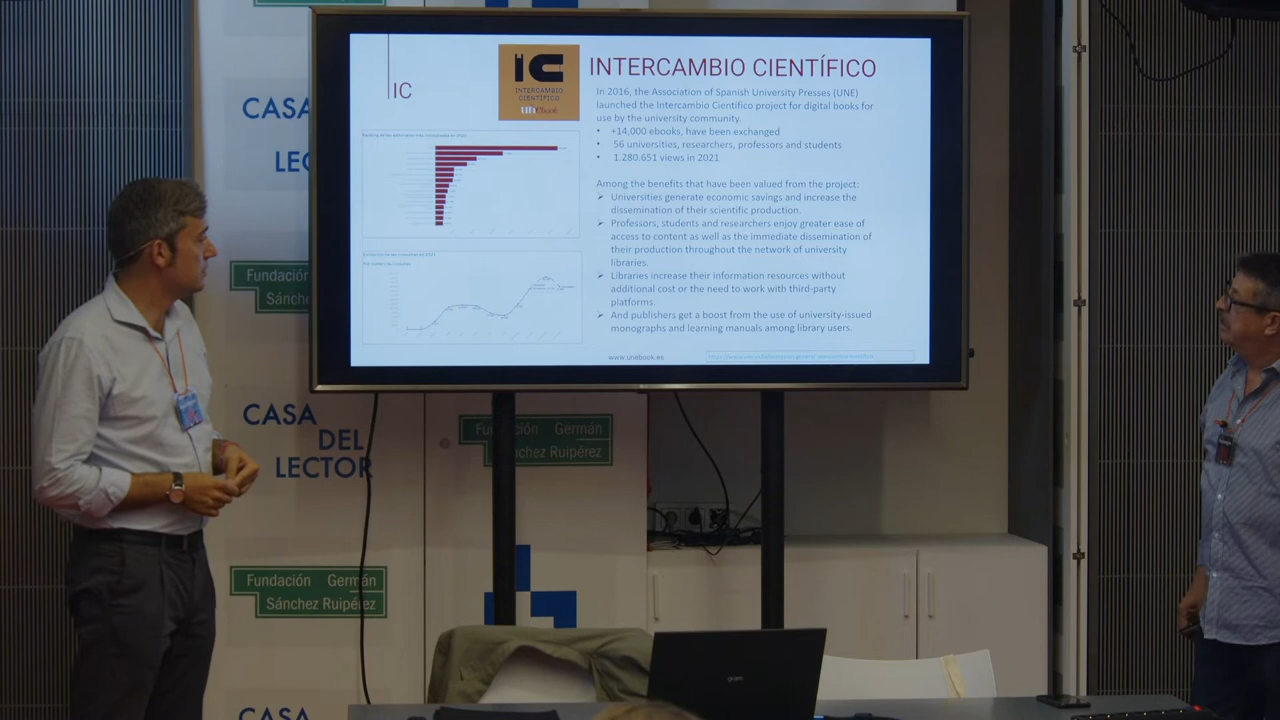 IC
IC
INTERCAMBIO
CIENTÍFICO
unebook
INTERCAMBIO CIENTÍFICO
In 2016, the Association of Spanish University Presses (UNE)
launched the Intercambio Científico project for digital books for
use by the university community.
• +14,000 ebooks, have been exchanged
• 56 universities, researchers, professors and students
• 1.280.651 views in 2021
Among the benefits that have been valued from the project:
➢ Universities generate economic savings and increase the
dissemination of their scientific production.
➢ Professors, students and researchers enjoy greater ease of
access to content as well as the immediate dissemination of
their production throughout the network of university
libraries.
➢ Libraries increase their information resources without
additional cost or the need to work with third-party
platforms.
➢ And publishers get a boost from the use of university-issued
monographs and learning manuals among library users.
www.unebook.es
CASA
LEC
Fundación
Sánche
CASA
DEL
LECTOR
Fundación Germán
Sánchez Ruipérez
Fundación Germán
Sánchez Ruipérez
CASA
gram